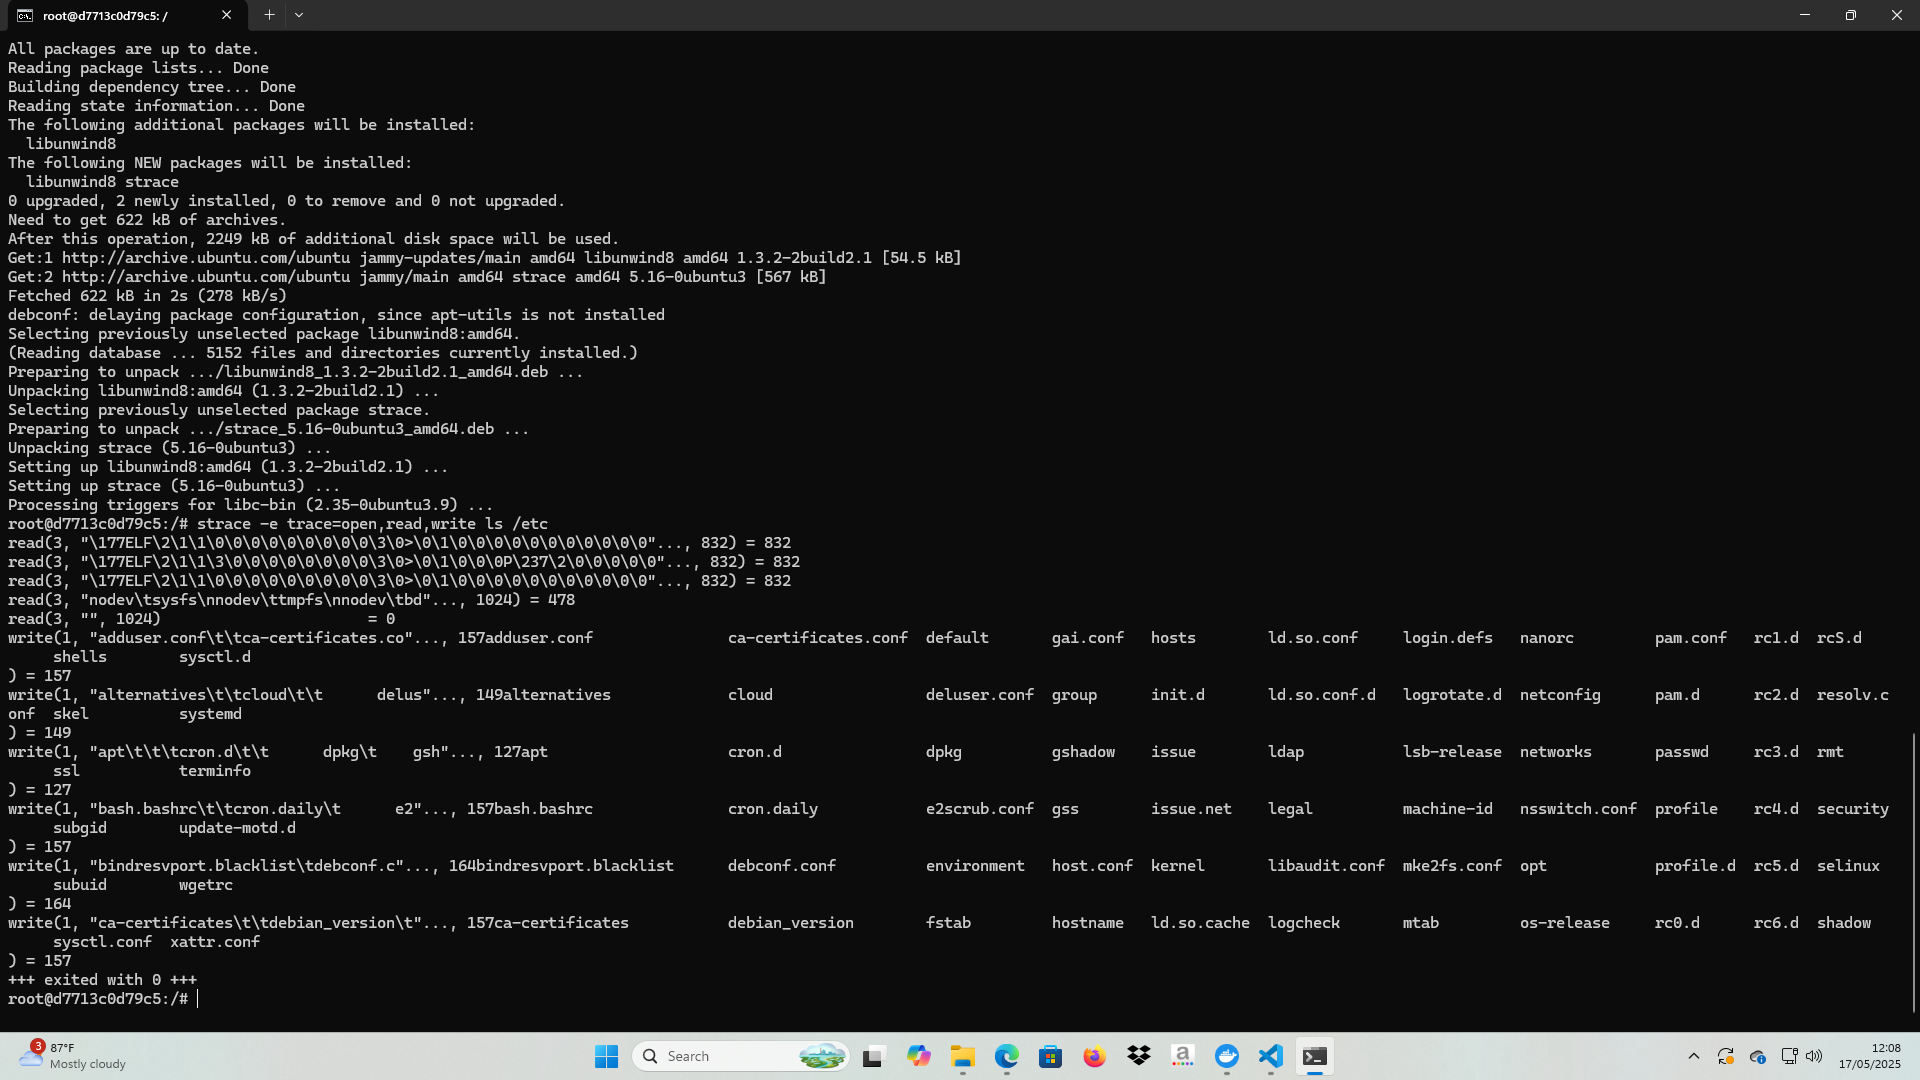 root@d7713c0d79c5: /
All packages are up to date.
Reading package lists... Done
Building dependency tree... Done
Reading state information... Done
The following additional packages will be installed:
  libunwind8
The following NEW packages will be installed:
  libunwind8 strace
0 upgraded, 2 newly installed, 0 to remove and 0 not upgraded.
Need to get 622 kB of archives.
After this operation, 2249 kB of additional disk space will be used.
Get:1 http://archive.ubuntu.com/ubuntu jammy-updates/main amd64 libunwind8 amd64 1.3.2-2build2.1 [54.5 kB]
Get:2 http://archive.ubuntu.com/ubuntu jammy/main amd64 strace amd64 5.16-0ubuntu3 [567 kB]
Fetched 622 kB in 2s (278 kB/s)
debconf: delaying package configuration, since apt-utils is not installed
Selecting previously unselected package libunwind8:amd64.
(Reading database ... 5152 files and directories currently installed.)
Preparing to unpack .../libunwind8_1.3.2-2build2.1_amd64.deb ...
Unpacking libunwind8:amd64 (1.3.2-2build2.1) ...
Selecting previously unselected package strace.
Preparing to unpack .../strace_5.16-0ubuntu3_amd64.deb ...
Unpacking strace (5.16-0ubuntu3) ...
Setting up libunwind8:amd64 (1.3.2-2build2.1) ...
Setting up strace (5.16-0ubuntu3) ...
Processing triggers for libc-bin (2.35-0ubuntu3.9) ...
root@d7713c0d79c5:/# strace -e trace=open,read,write ls /etc
read(3, "\177ELF\2\1\1\0\0\0\0\0\0\0\0\0\3\0>\0\1\0\0\0\0\0\0\0\0\0\0\0"..., 832) = 832
read(3, "\177ELF\2\1\1\3\0\0\0\0\0\0\0\0\3\0>\0\1\0\0\0P\237\2\0\0\0\0\0"..., 832) = 832
read(3, "\177ELF\2\1\1\0\0\0\0\0\0\0\0\0\3\0>\0\1\0\0\0\0\0\0\0\0\0\0\0"..., 832) = 832
read(3, "nodev\tsysfs\nnodev\ttmpfs\nnodev\tbd"..., 1024) = 478
read(3, "", 1024)                       = 0
write(1, "adduser.conf\t\tca-certificates.co"..., 157adduser.conf               ca-certificates.conf  default       gai.conf   hosts        ld.so.conf     login.defs   nanorc         pam.conf   rc1.d  rcS.d
     shells        sysctl.d
) = 157
write(1, "alternatives\t\tcloud\t\t      delus"..., 149alternatives             cloud                 deluser.conf  group      init.d       ld.so.conf.d   logrotate.d  netconfig      pam.d      rc2.d  resolv.c
onf  skel          systemd
) = 149
write(1, "apt\t\t\t\tcron.d\t\t      dpkg\t    gsh"..., 127apt                    cron.d                dpkg          gshadow    issue        ldap           lsb-release  networks       passwd     rc3.d  rmt
     ssl           terminfo
) = 127
write(1, "bash.bashrc\t\tcron.daily\t      e2"..., 157bash.bashrc               cron.daily            e2scrub.conf  gss        issue.net    legal          machine-id   nsswitch.conf  profile    rc4.d  security
     subgid        update-motd.d
) = 157
write(1, "bindresvport.blacklist\tdebconf.c"..., 164bindresvport.blacklist      debconf.conf          environment   host.conf  kernel       libaudit.conf  mke2fs.conf  opt            profile.d  rc5.d  selinux
     subuid        wgetrc
) = 164
write(1, "ca-certificates\t\tdebian_version\t"..., 157ca-certificates           debian_version        fstab         hostname   ld.so.cache  logcheck       mtab         os-release     rc0.d      rc6.d  shadow
     sysctl.conf  xattr.conf
) = 157
+++ exited with 0 +++
root@d7713c0d79c5:/#
3
87°F
Mostly cloudy
Search
12:08
17/05/2025